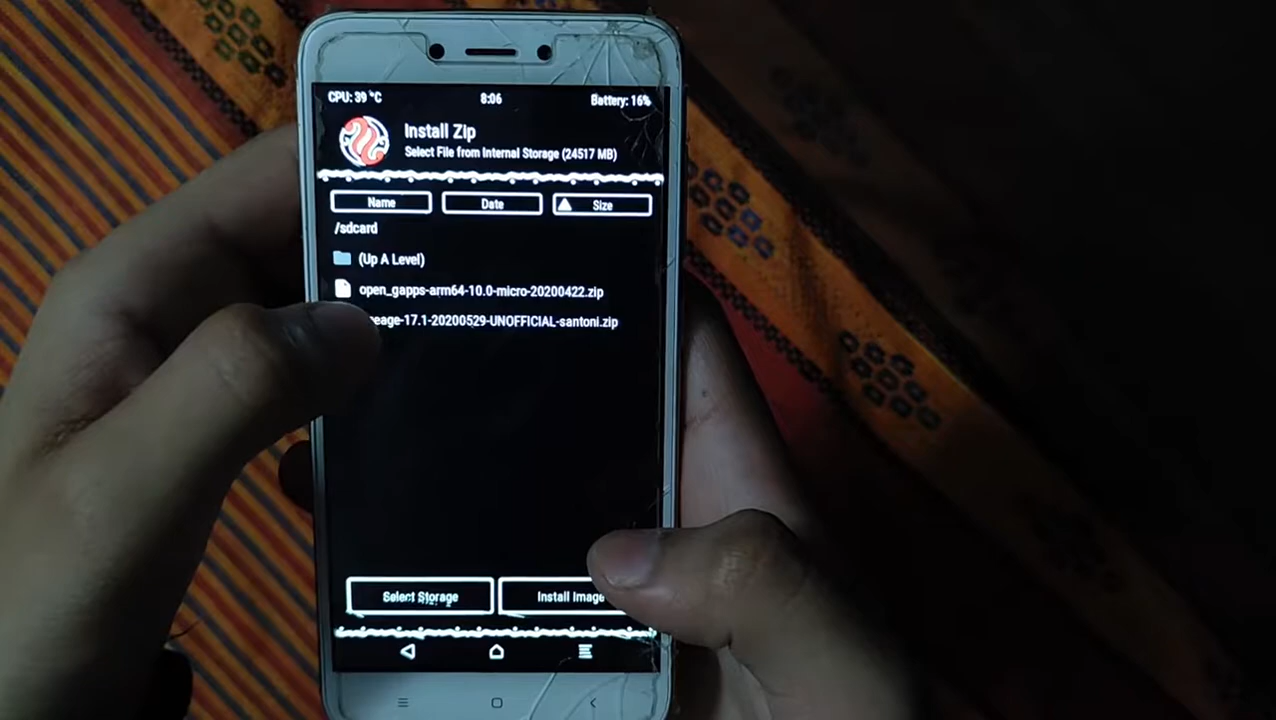 CPU: 39 °C 8:06 Battery: 16%
Install Zip
Select File from Internal Storage (24517 MB)
Name Date Size
/sdcard
(Up A Level)
open_gapps-arm64-10.0-micro-20200422.zip
eage-17.1-20200529-UNOFFICIAL-santoni.zip
Select Storage Install Image